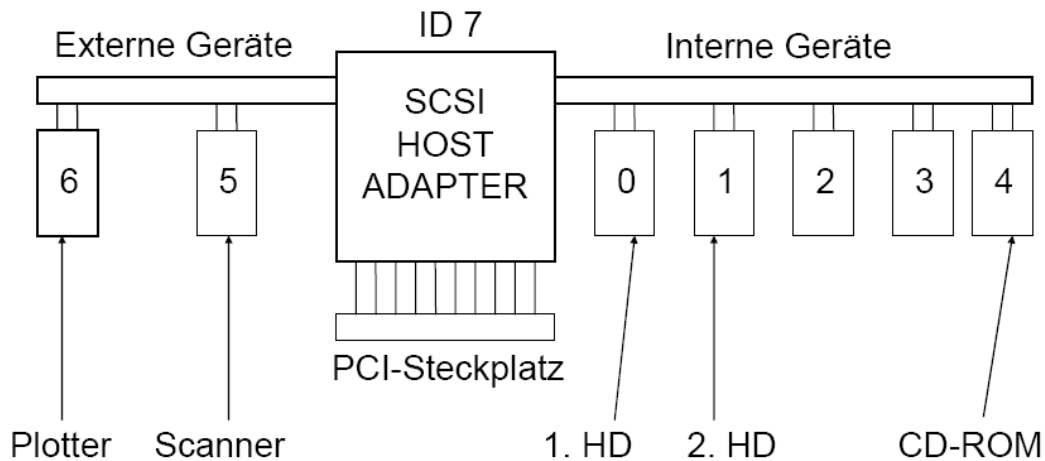 ID 7
Externe Geräte
Interne Geräte
SCSI
HOST
ADAPTER
6
5
0
1
2
3
4
PCI-Steckplatz
Plotter
Scanner
1. HD
2. HD
CD-ROM